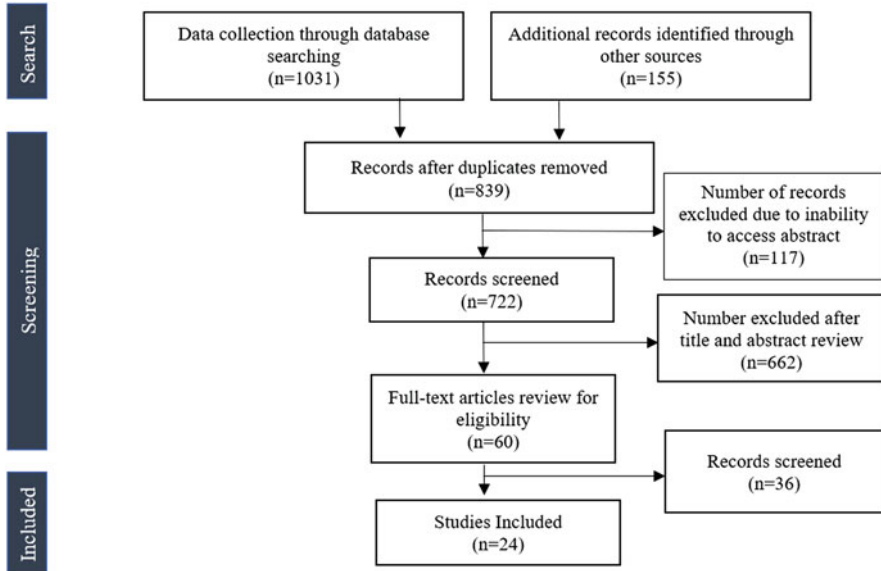 Search
Data collection through database
searching
(n=1031)
Additional records identified through
other sources
(n=155)
Screening
Records after duplicates removed
(n=839)
Number of records
excluded due to inability
to access abstract
(n=117)
Records screened
(n=722)
Number excluded after
title and abstract review
(n=662)
Full-text articles review for
eligibility
(n=60)
Records screened
(n=36)
Included
Studies Included
(n=24)